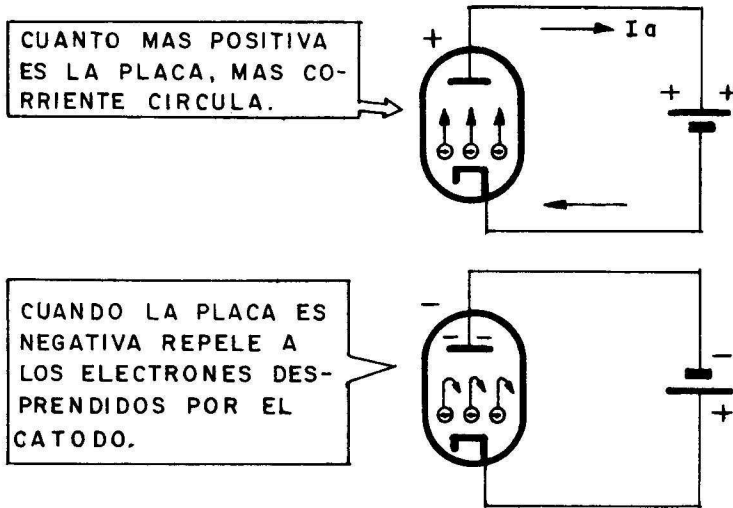 CUANTO MAS POSITIVA
ES LA PLACA, MAS CO-
RRIENTE CIRCULA.
+
Ia
+ +
CUANDO LA PLACA ES
NEGATIVA REPELE A
LOS ELECTRONES DES-
PRENDIDOS POR EL
CATODO.
-
- -
-
+